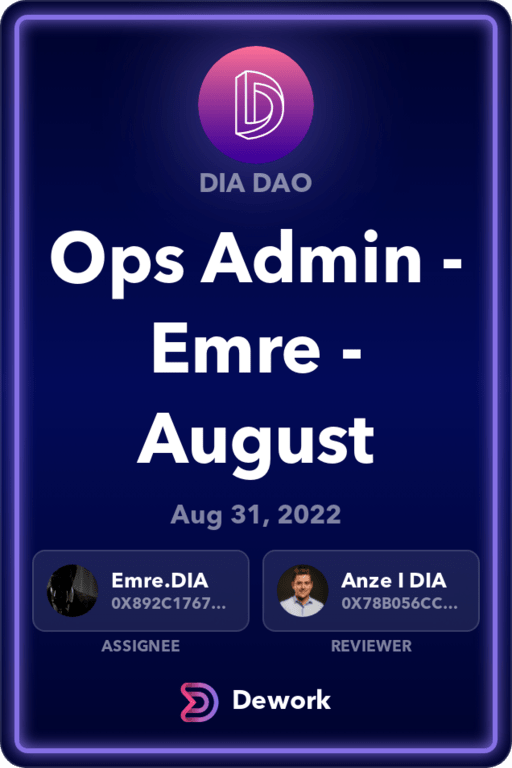 DIA DAO
Ops Admin -
Emre -
August
Aug 31, 2022
Emre.DIA
0X892C1767...
Anze I DIA
0X78B056CC...
ASSIGNEE
REVIEWER
Dework